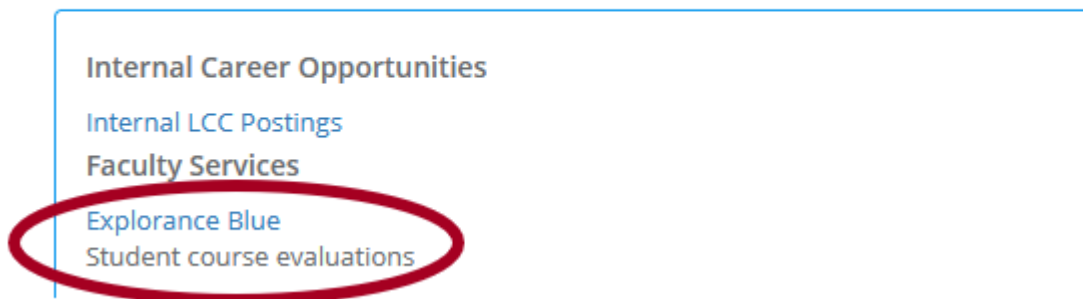 Internal Career Opportunities
Internal LCC Postings
Faculty Services
Explorance Blue
Student course evaluations